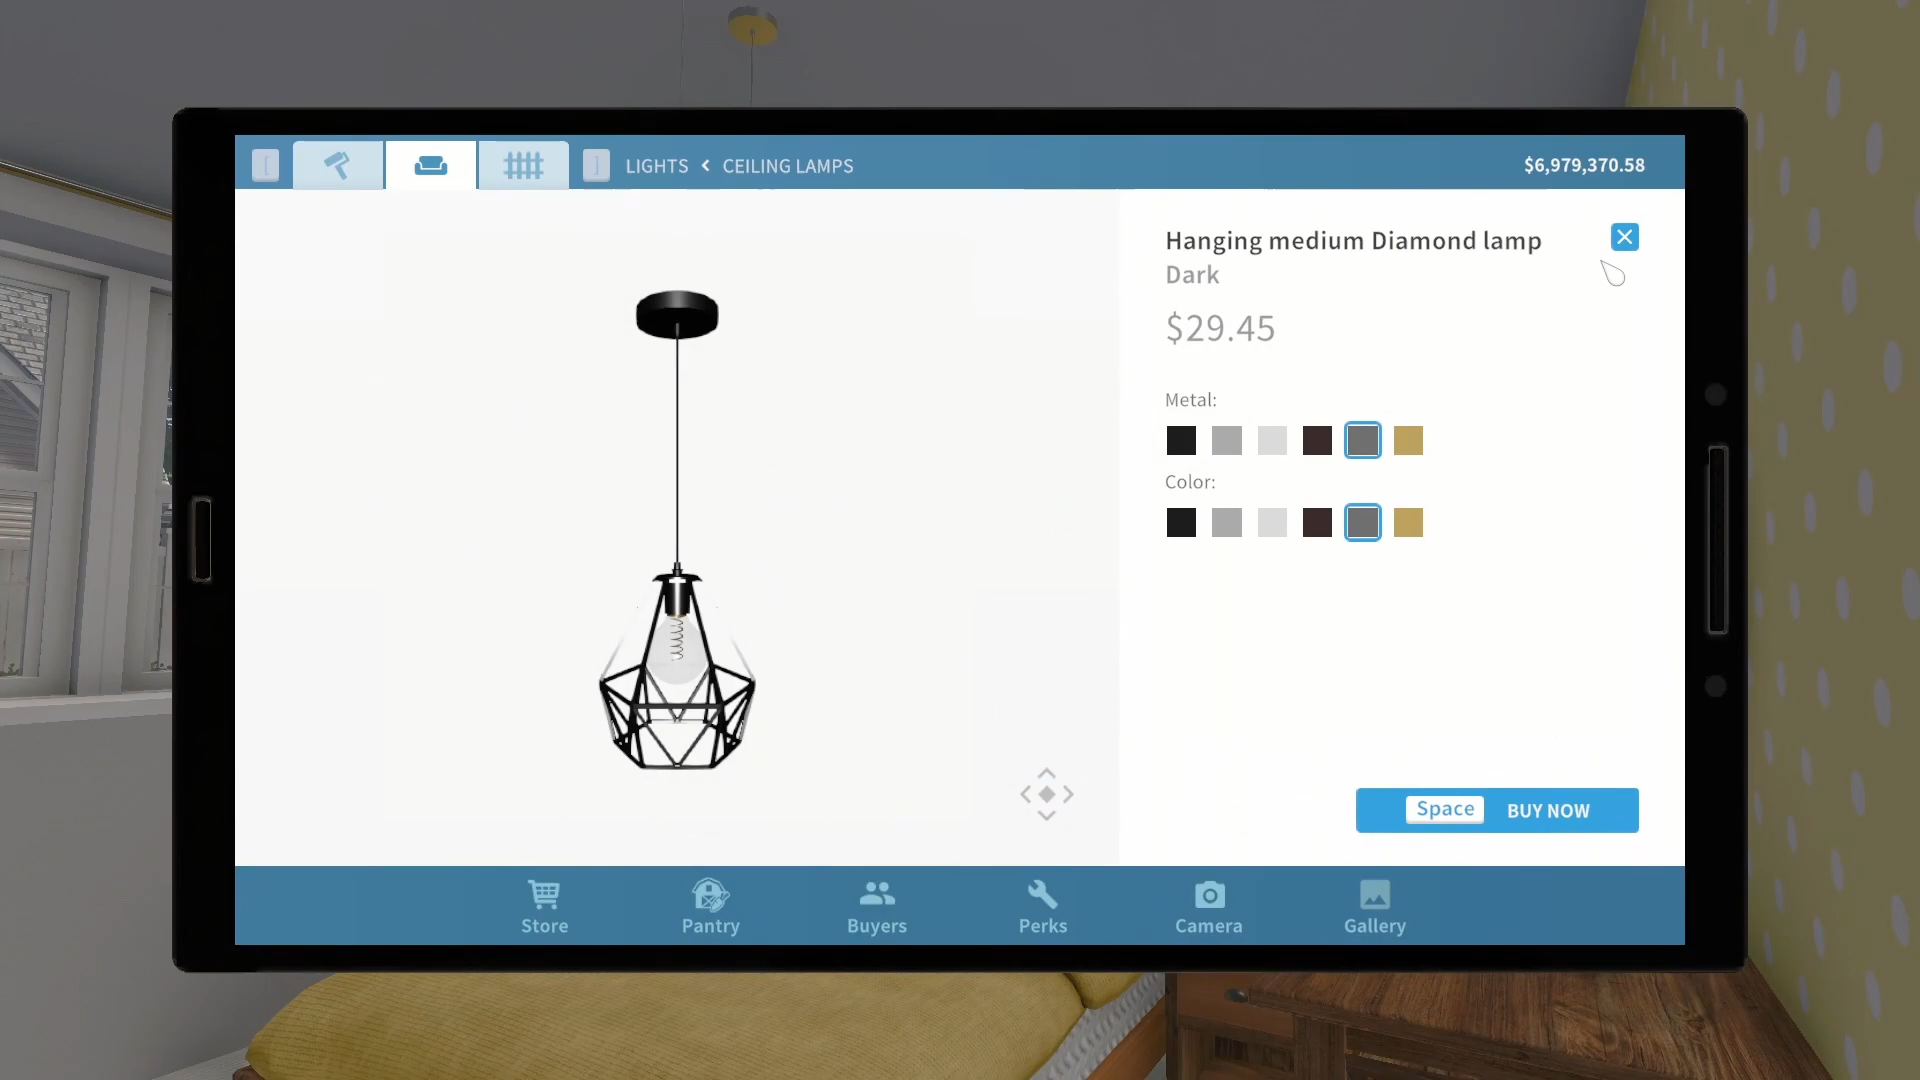 [
]
LIGHTS < CEILING LAMPS
$6,979,370.58
Hanging medium Diamond lamp
Dark
$29.45
Metal:
Color:
Space BUY NOW
Store
Pantry
Buyers
Perks
Camera
Gallery